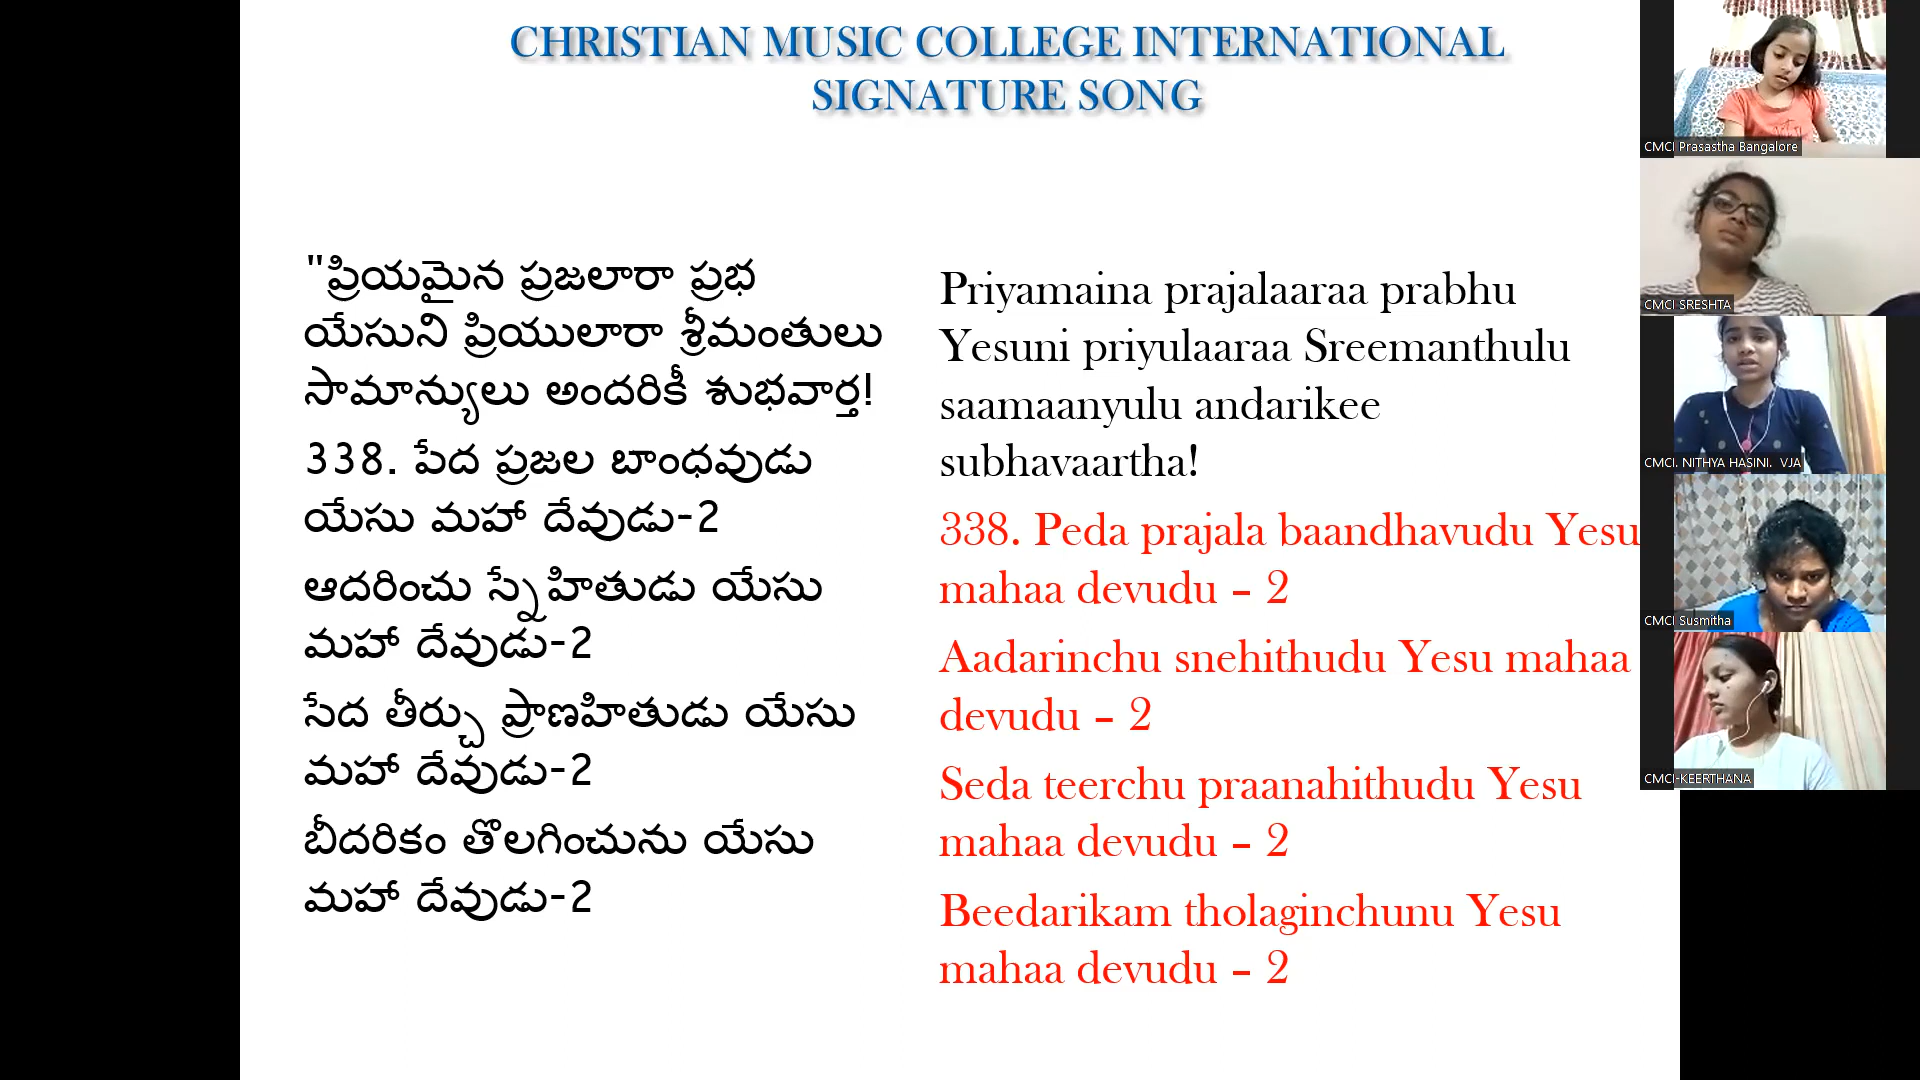 CHRISTIAN MUSIC COLLEGE INTERNATIONAL
SIGNATURE SONG
"ప్రియమైన ప్రజలారా ప్రభ
యేసుని ప్రియులారా శ్రీమంతులు
సామాన్యులు అందరికీ శుభవార్త!
338. పేద ప్రజల బాంధవుడు
యేసు మహా దేవుడు-2
ఆదరించు స్నేహితుడు యేసు
మహా దేవుడు-2
సేద తీర్చు ప్రాణహితుడు యేసు
మహా దేవుడు-2
బీదరికం తొలగించును యేసు
మహా దేవుడు-2
Priyamaina prajalaaraa prabhu
Yesuni priyulaaraa Sreemanthulu
saamaanyulu andarikee
subhavaartha!
338. Peda prajala baandhavudu Yesu
mahaa devudu – 2
Aadarinchu snehithudu Yesu mahaa
devudu – 2
Seda teerchu praanahithudu Yesu
mahaa devudu – 2
Beedarikam tholaginchunu Yesu
mahaa devudu – 2
CMCI Prasastha Bangalore
CMCI SRESHTA
CMCI. NITHYA HASINI. VJA
CMCI Susmitha
CMCI-KEERTHANA